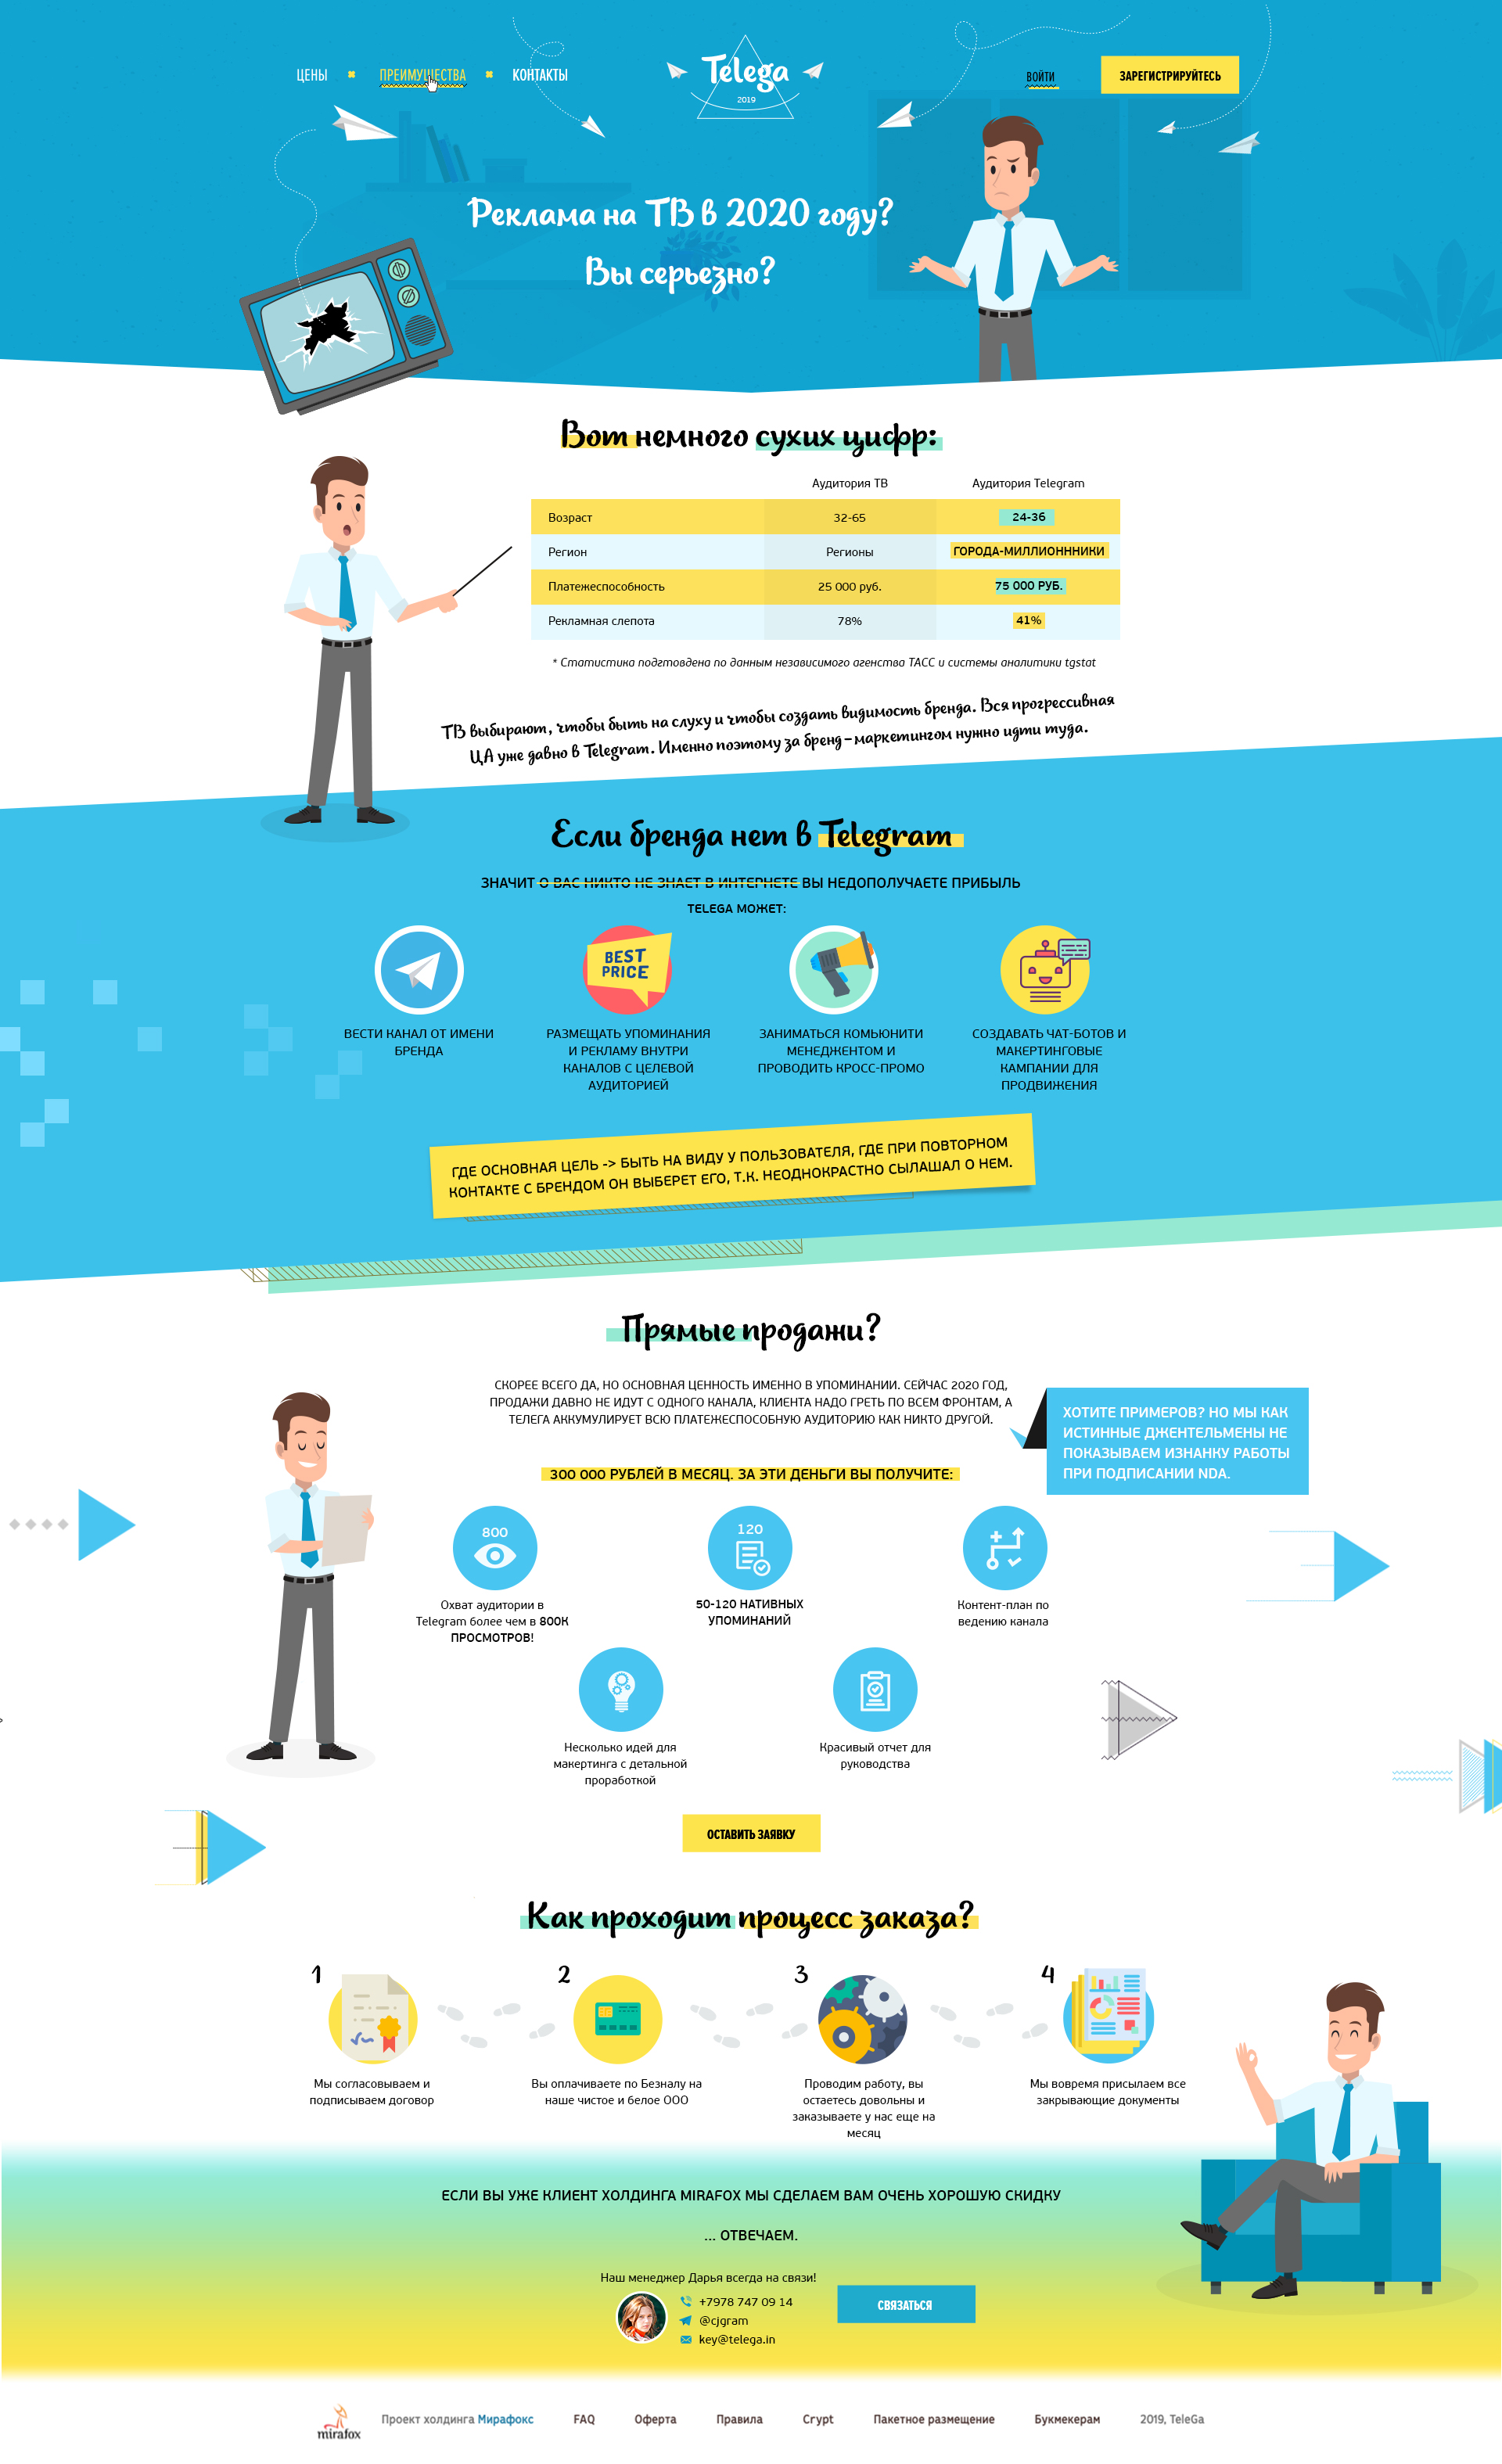 ЦЕНЫ
ПРЕИМУЩЕСТВА
КОНТАКТЫ
Telega
2019
ВОЙТИ
ЗАРЕГИСТРИРУЙТЕСЬ
Реклама на ТВ в 2020 году?
Вы серьезно?
Вот немного сухих цифр:
Аудитория ТВ
Аудитория Telegram
Возраст
32-65
24-36
Регион
Регионы
ГОРОДА-МИЛЛИОНННИКИ
Платежеспособность
25 000 руб.
75 000 РУБ.
Рекламная слепота
78%
41%
* Статистика подгтовдена по данным независимого агенства ТАСС и системы аналитики tgstat
ТВ выбирают, чтобы быть на слуху и чтобы создать видимость бренда. Вся прогрессивная
ЦА уже давно в Telegram. Именно поэтому за бренд-маркетингом нужно идти туда.
Если бренда нет в Telegram
ЗНАЧИТ О ВАС НИКТО НЕ ЗНАЕТ В ИНТЕРНЕТЕ ВЫ НЕДОПОЛУЧАЕТЕ ПРИБЫЛЬ
TELEGA МОЖЕТ:
BEST
PRICE
ВЕСТИ КАНАЛ ОТ ИМЕНИ
БРЕНДА
РАЗМЕЩАТЬ УПОМИНАНИЯ
И РЕКЛАМУ ВНУТРИ
КАНАЛОВ С ЦЕЛЕВОЙ
АУДИТОРИЕЙ
ЗАНИМАТЬСЯ КОМЬЮНИТИ
МЕНЕДЖЕНТОМ И
ПРОВОДИТЬ КРОСС-ПРОМО
СОЗДАВАТЬ ЧАТ-БОТОВ И
МАКЕРТИНГОВЫЕ
КАМПАНИИ ДЛЯ
ПРОДВИЖЕНИЯ
ГДЕ ОСНОВНАЯ ЦЕЛЬ -> БЫТЬ НА ВИДУ У ПОЛЬЗОВАТЕЛЯ, ГДЕ ПРИ ПОВТОРНОМ
КОНТАКТЕ С БРЕНДОМ ОН ВЫБЕРЕТ ЕГО, Т.К. НЕОДНОКРАСТНО СЫЛАШАЛ О НЕМ.
Прямые продажи?
СКОРЕЕ ВСЕГО ДА, НО ОСНОВНАЯ ЦЕННОСТЬ ИМЕННО В УПОМИНАНИИ. СЕЙЧАС 2020 ГОД,
ПРОДАЖИ ДАВНО НЕ ИДУТ С ОДНОГО КАНАЛА, КЛИЕНТА НАДО ГРЕТЬ ПО ВСЕМ ФРОНТАМ, А
ТЕЛЕГА АККУМУЛИРУЕТ ВСЮ ПЛАТЕЖЕСПОСОБНУЮ АУДИТОРИЮ КАК НИКТО ДРУГОЙ.
ХОТИТЕ ПРИМЕРОВ? НО МЫ КАК
ИСТИННЫЕ ДЖЕНТЕЛЬМЕНЫ НЕ
ПОКАЗЫВАЕМ ИЗНАНКУ РАБОТЫ
ПРИ ПОДПИСАНИИ NDA.
300 000 РУБЛЕЙ В МЕСЯЦ. ЗА ЭТИ ДЕНЬГИ ВЫ ПОЛУЧИТЕ:
800
120
Охват аудитории в
Telegram более чем в 800К
ПРОСМОТРОВ!
50-120 НАТИВНЫХ
УПОМИНАНИЙ
Контент-план по
ведению канала
Несколько идей для
макертинга с детальной
проработкой
Красивый отчет для
руководства
ОСТАВИТЬ ЗАЯВКУ
Как проходит процесс заказа?
1
2
3
4
Мы согласовываем и
подписываем договор
Вы оплачиваете по Безналу на
наше чистое и белое ООО
Проводим работу, вы
остаетесь довольны и
заказываете у нас еще на
месяц
Мы вовремя присылаем все
закрывающие документы
ЕСЛИ ВЫ УЖЕ КЛИЕНТ ХОЛДИНГА MIRAFOX МЫ СДЕЛАЕМ ВАМ ОЧЕНЬ ХОРОШУЮ СКИДКУ
... ОТВЕЧАЕМ.
Наш менеджер Дарья всегда на связи!
+7978 747 09 14
@cjgram
key@telega.in
СВЯЗАТЬСЯ
mirafox
Проект холдинга Мирафокс
FAQ
Оферта
Правила
Crypt
Пакетное размещение
Букмекерам
2019, TeleGa